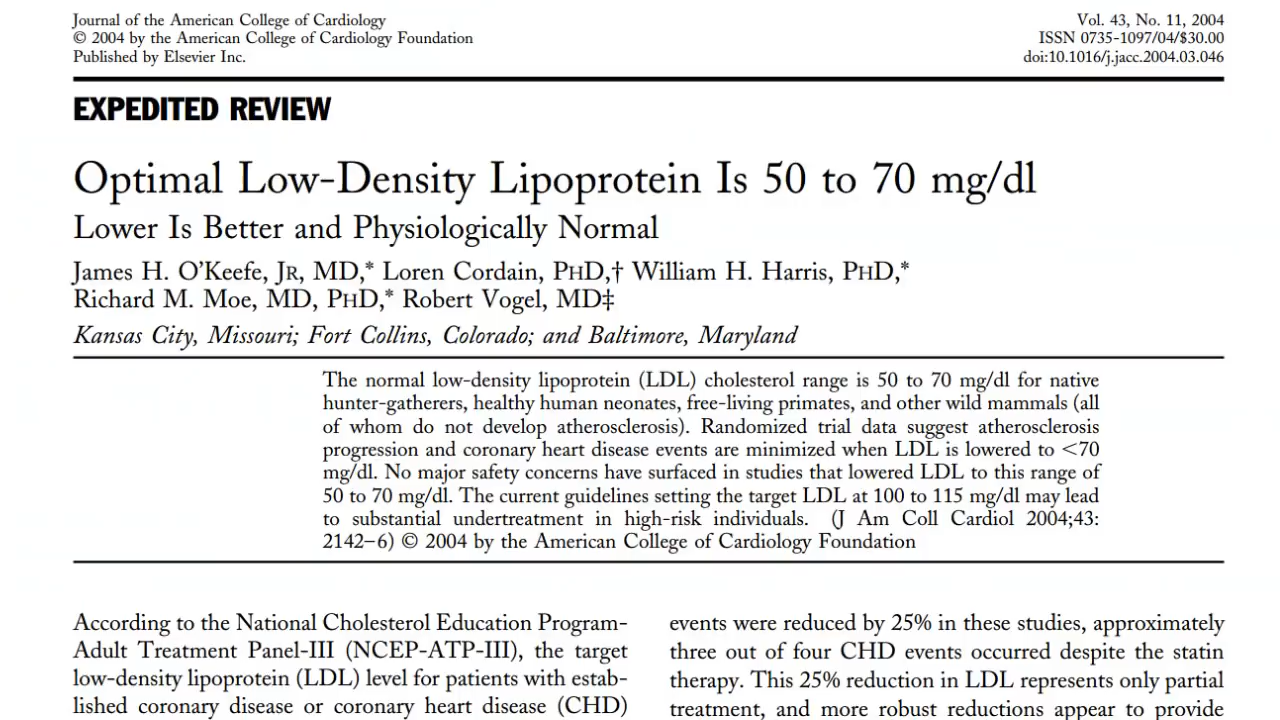 Journal of the American College of Cardiology
© 2004 by the American College of Cardiology Foundation
Published by Elsevier Inc.
Vol. 43, No. 11, 2004
ISSN 0735-1097/04/$30.00
doi:10.1016/j.jacc.2004.03.046
EXPEDITED REVIEW
Optimal Low-Density Lipoprotein Is 50 to 70 mg/dl
Lower Is Better and Physiologically Normal
James H. O'Keefe, JR, MD,* Loren Cordain, PHD,† William H. Harris, PHD,*
Richard M. Moe, MD, PHD,* Robert Vogel, MD‡
Kansas City, Missouri; Fort Collins, Colorado; and Baltimore, Maryland
The normal low-density lipoprotein (LDL) cholesterol range is 50 to 70 mg/dl for native
hunter-gatherers, healthy human neonates, free-living primates, and other wild mammals (all
of whom do not develop atherosclerosis). Randomized trial data suggest atherosclerosis
progression and coronary heart disease events are minimized when LDL is lowered to <70
mg/dl. No major safety concerns have surfaced in studies that lowered LDL to this range of
50 to 70 mg/dl. The current guidelines setting the target LDL at 100 to 115 mg/dl may lead
to substantial undertreatment in high-risk individuals. (J Am Coll Cardiol 2004;43:
2142–6) © 2004 by the American College of Cardiology Foundation
According to the National Cholesterol Education Program-
Adult Treatment Panel-III (NCEP-ATP-III), the target
low-density lipoprotein (LDL) level for patients with estab-
lished coronary disease or coronary heart disease (CHD)
events were reduced by 25% in these studies, approximately
three out of four CHD events occurred despite the statin
therapy. This 25% reduction in LDL represents only partial
treatment, and more robust reductions appear to provide